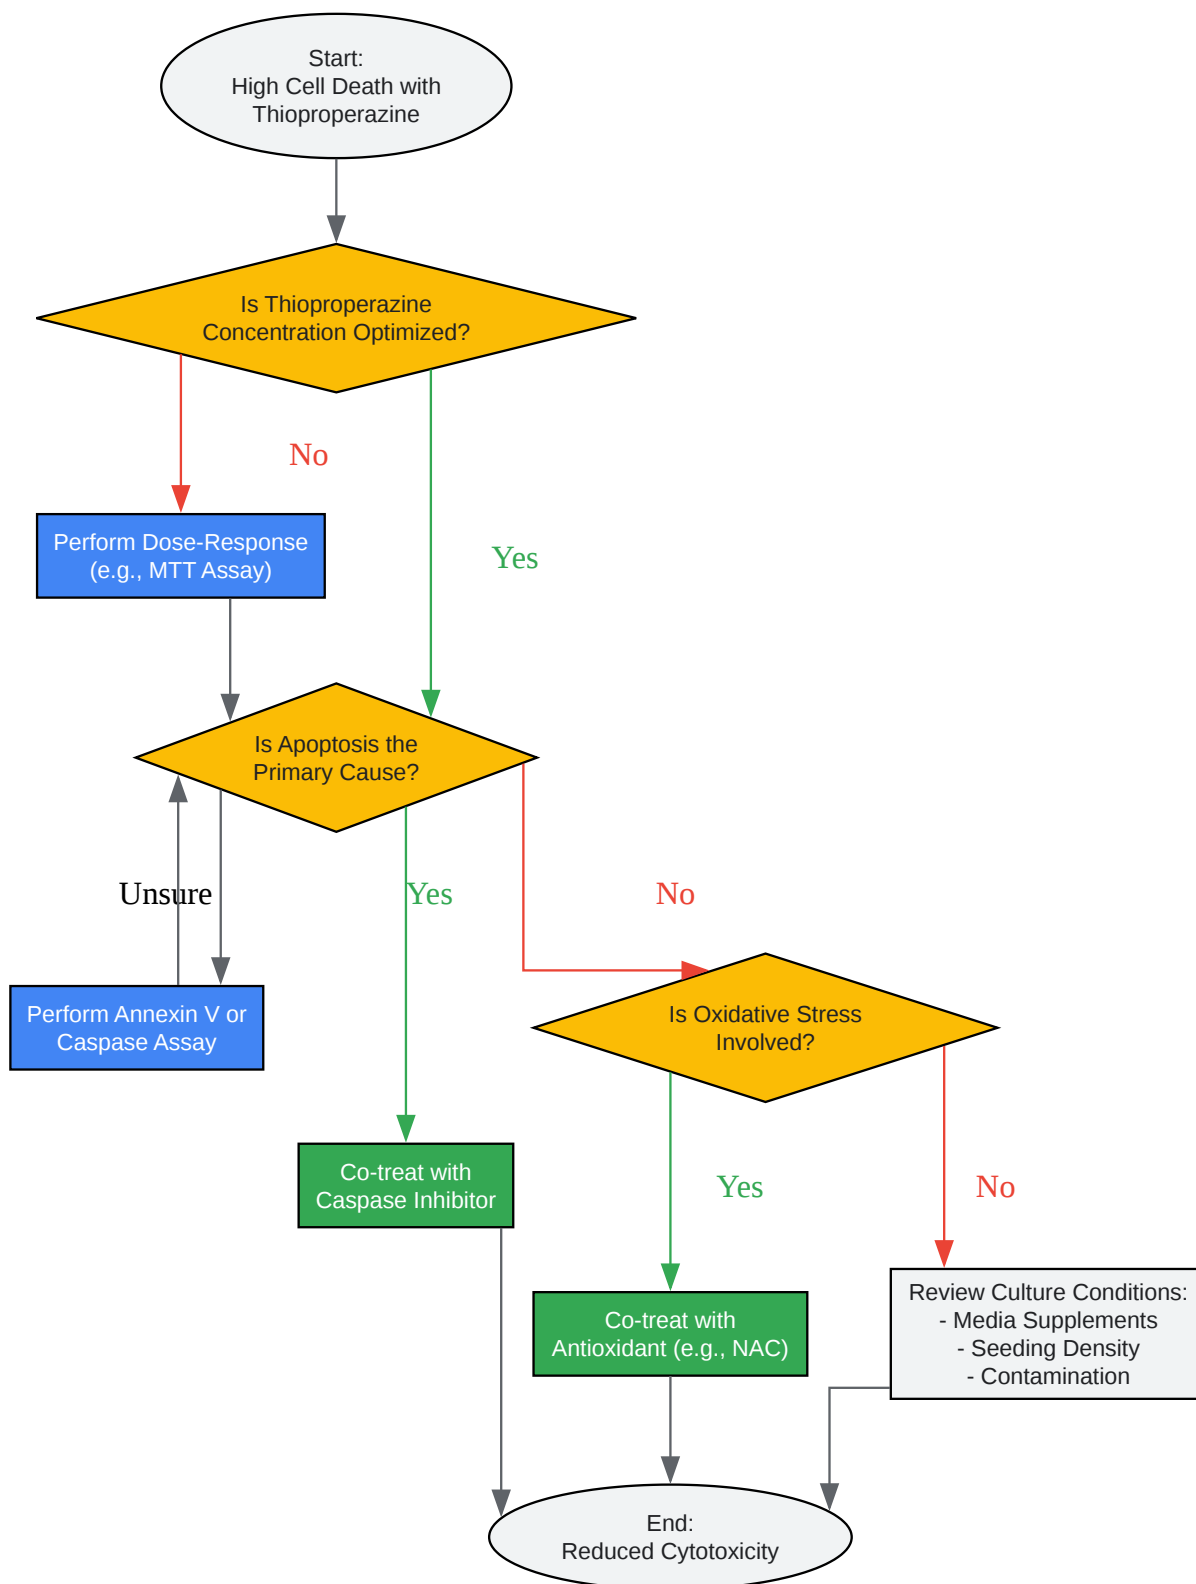 Start:
High Cell Death with
Thioproperazine
Is Thioproperazine
Concentration Optimized?
No
Perform Dose-Response
(e.g., MTT Assay)
Yes
Is Apoptosis the
Primary Cause?
Unsure
Yes
No
Perform Annexin V or
Caspase Assay
Is Oxidative Stress
Involved?
Co-treat with
Caspase Inhibitor
Yes
No
Co-treat with
Antioxidant (e.g., NAC)
Review Culture Conditions:
- Media Supplements
- Seeding Density
- Contamination
End:
Reduced Cytotoxicity